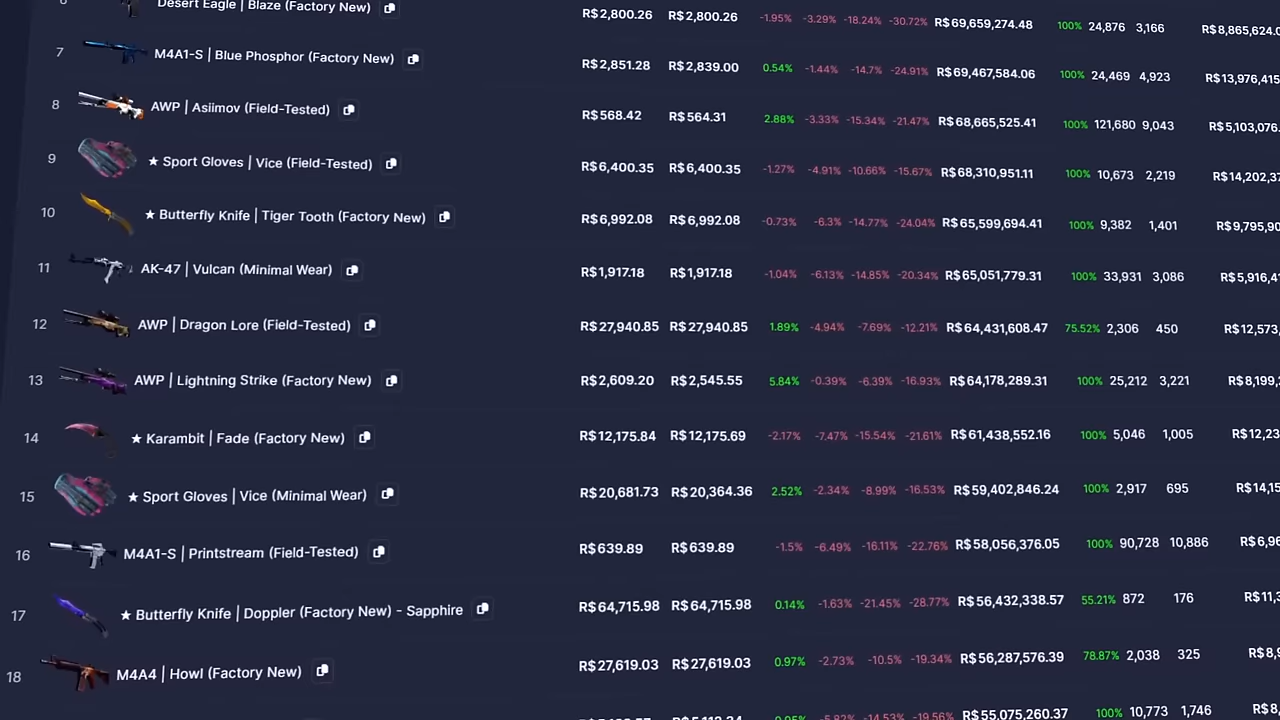 Desert Eagle | Blaze (Factory New) R$2,800.26 R$2,800.26 -1.95% -3.29% -18.24% -30.72% R$69,659,274.48 100% 24,876 3,166 R$8,865,624.0
7 M4A1-S | Blue Phosphor (Factory New) R$2,851.28 R$2,839.00 0.54% -1.44% -14.7% -24.91% R$69,467,584.06 100% 24,469 4,923 R$13,976,415
8 AWP | Asiimov (Field-Tested) R$568.42 R$564.31 2.88% -3.33% -15.34% -21.47% R$68,665,525.41 100% 121,680 9,043 R$5,103,076
9 ★ Sport Gloves | Vice (Field-Tested) R$6,400.35 R$6,400.35 -1.27% -4.91% -10.66% -15.67% R$68,310,951.11 100% 10,673 2,219 R$14,202,37
10 ★ Butterfly Knife | Tiger Tooth (Factory New) R$6,992.08 R$6,992.08 -0.73% -6.3% -14.77% -24.04% R$65,599,694.41 100% 9,382 1,401 R$9,795,90
11 AK-47 | Vulcan (Minimal Wear) R$1,917.18 R$1,917.18 -1.04% -6.13% -14.85% -20.34% R$65,051,779.31 100% 33,931 3,086 R$5,916,4
12 AWP | Dragon Lore (Field-Tested) R$27,940.85 R$27,940.85 1.89% -4.94% -7.69% -12.21% R$64,431,608.47 75.52% 2,306 450 R$12,573,
13 AWP | Lightning Strike (Factory New) R$2,609.20 R$2,545.55 5.84% -0.39% -6.39% -16.93% R$64,178,289.31 100% 25,212 3,221 R$8,199,
14 ★ Karambit | Fade (Factory New) R$12,175.84 R$12,175.69 -2.17% -7.47% -15.54% -21.61% R$61,438,552.16 100% 5,046 1,005 R$12,23
15 ★ Sport Gloves | Vice (Minimal Wear) R$20,681.73 R$20,364.36 2.52% -2.34% -8.99% -16.53% R$59,402,846.24 100% 2,917 695 R$14,15
16 M4A1-S | Printstream (Field-Tested) R$639.89 R$639.89 -1.5% -6.49% -16.11% -22.76% R$58,056,376.05 100% 90,728 10,886 R$6,96
17 ★ Butterfly Knife | Doppler (Factory New) - Sapphire R$64,715.98 R$64,715.98 0.14% -1.63% -21.45% -28.77% R$56,432,338.57 55.21% 872 176 R$11,3
18 M4A4 | Howl (Factory New) R$27,619.03 R$27,619.03 0.97% -2.73% -10.5% -19.34% R$56,287,576.39 78.87% 2,038 325 R$8,9
-14.53% -19.56% R$55,075,260.37 100% 10,773 1,746 R$8,